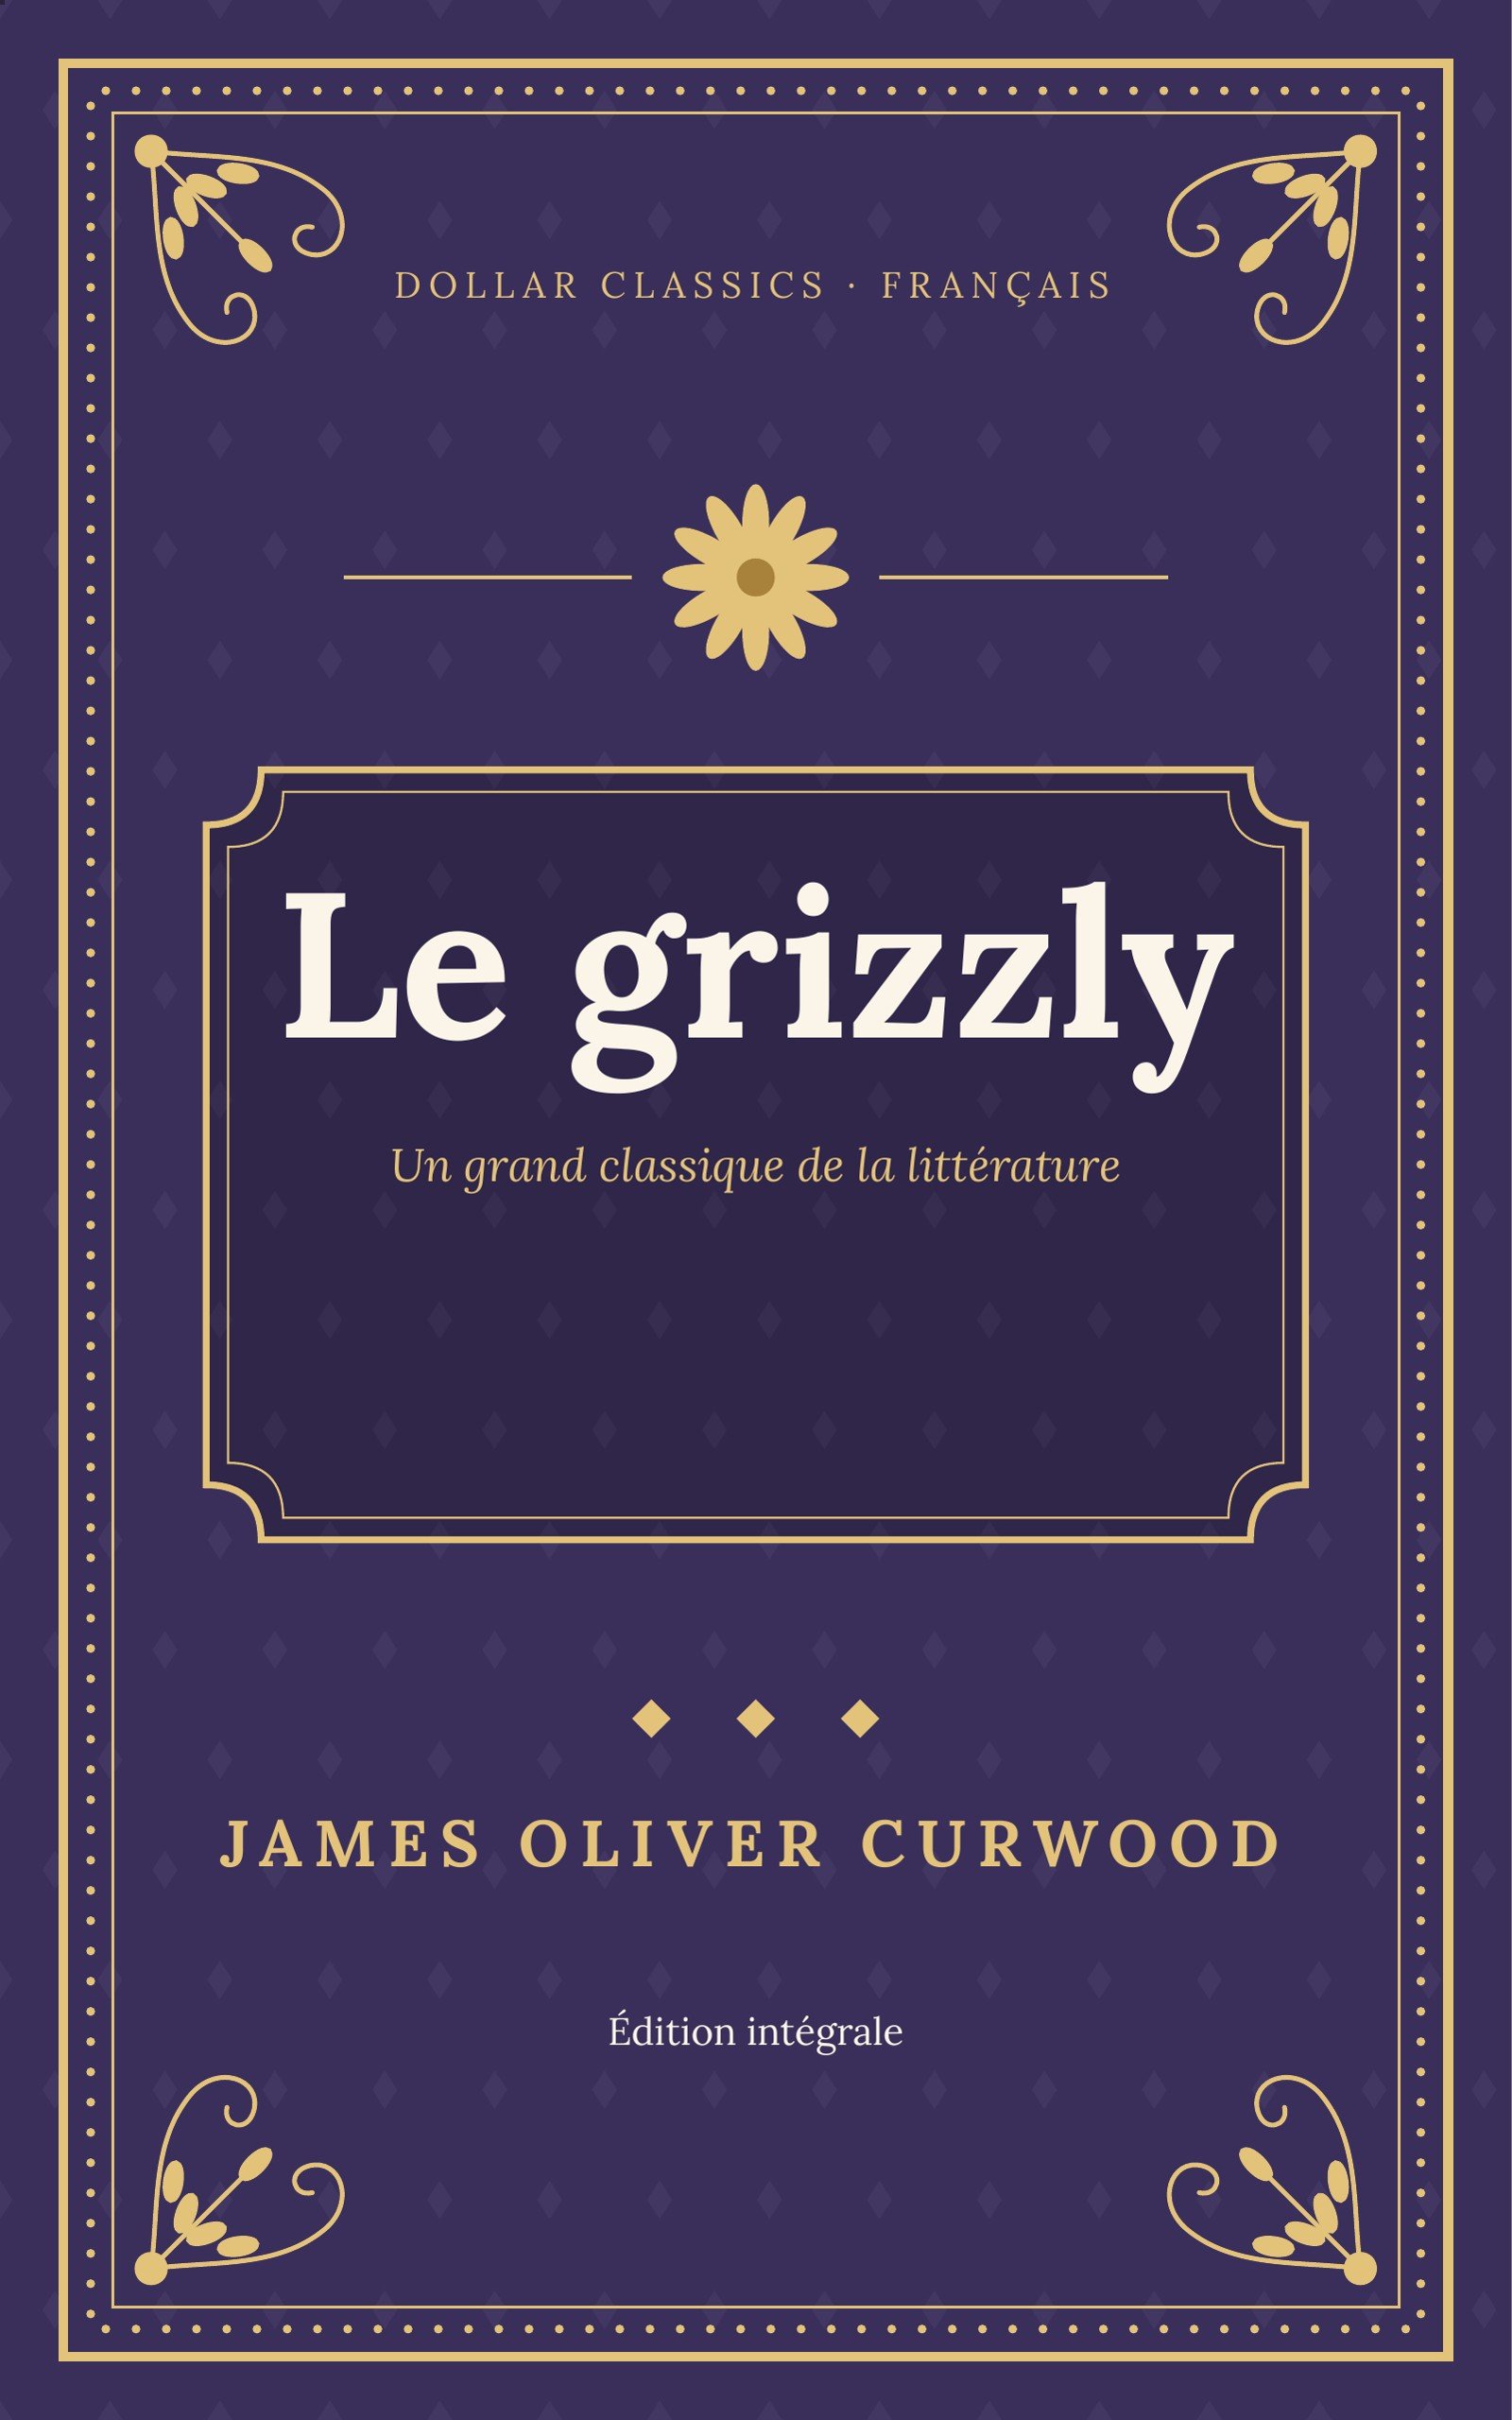 DOLLAR CLASSICS · FRANÇAIS
Le grizzly
Un grand classique de la littérature
JAMES OLIVER CURWOOD
Édition intégrale